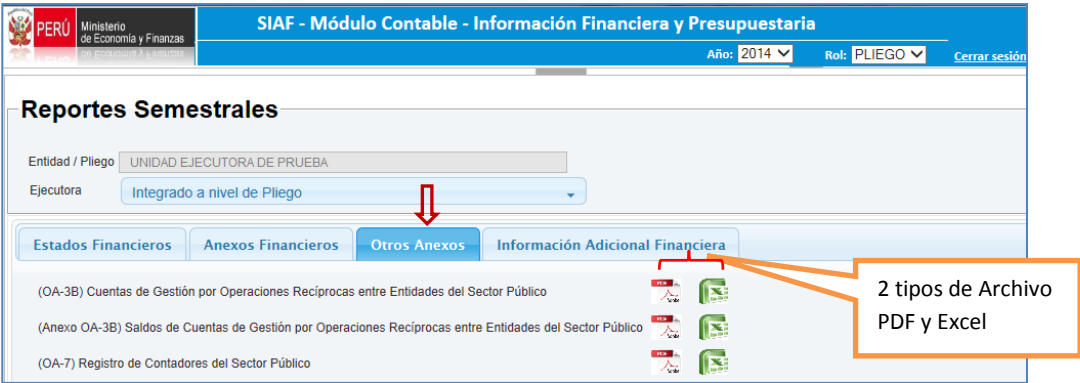 PERÚ Ministerio de Economía y Finanzas
SIAF - Módulo Contable - Información Financiera y Presupuestaria
Año: 2014 Rol: PLIEGO Cerrar sesión
Reportes Semestrales
Entidad / Pliego UNIDAD EJECUTORA DE PRUEBA
Ejecutora Integrado a nivel de Pliego
Estados Financieros Anexos Financieros Otros Anexos Información Adicional Financiera
(OA-3B) Cuentas de Gestión por Operaciones Recíprocas entre Entidades del Sector Público
(Anexo OA-3B) Saldos de Cuentas de Gestión por Operaciones Recíprocas entre Entidades del Sector Público
(OA-7) Registro de Contadores del Sector Público
2 tipos de Archivo
PDF y Excel